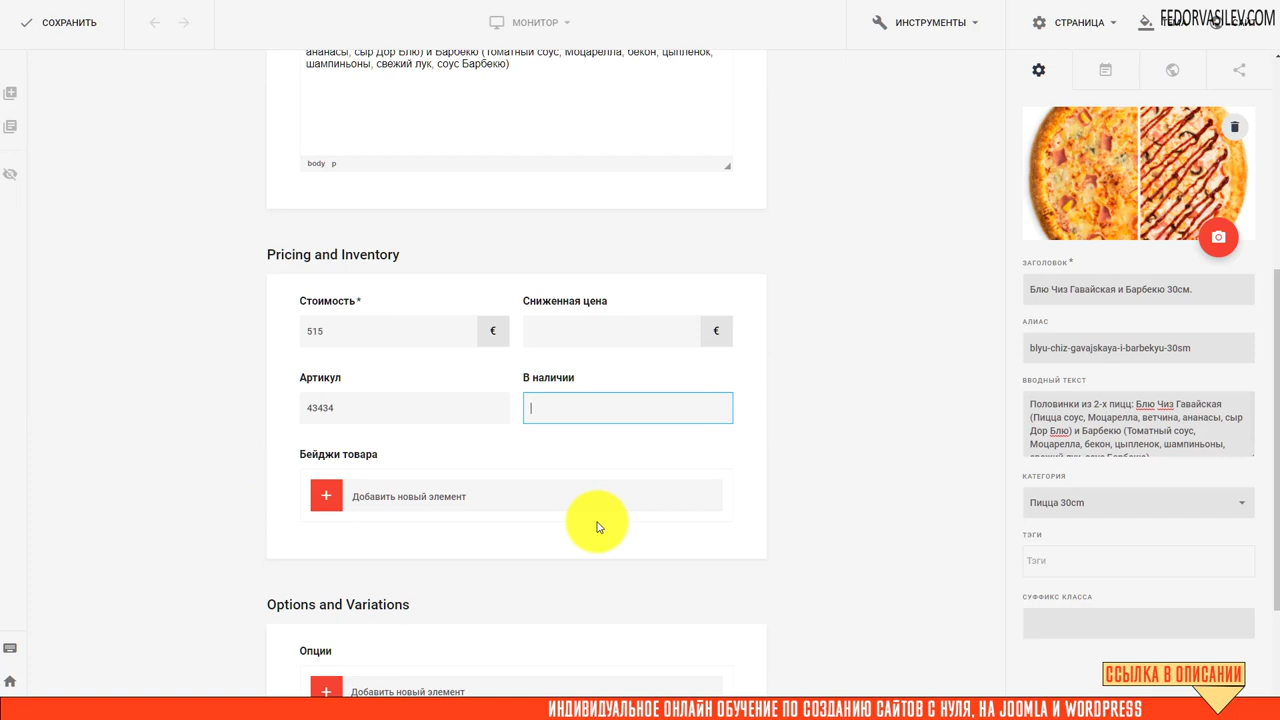 СОХРАНИТЬ
МОНИТОР
ИНСТРУМЕНТЫ
СТРАНИЦА
FEDORVASILEV.COM
ананасы, сыр Дор Блю) и Барбекю (Томатный соус, Моцарелла, бекон, цыпленок,
шампиньоны, свежий лук, соус Барбекю)
body p
Pricing and Inventory
Стоимость *
Сниженная цена
515
€
€
Артикул
В наличии
43434
Бейджи товара
+ Добавить новый элемент
Options and Variations
Опции
+ Добавить новый элемент
ЗАГОЛОВОК *
Блю Чиз Гавайская и Барбекю 30см.
АЛИАС
blyu-chiz-gavajskaya-i-barbekyu-30sm
ВВОДНЫЙ ТЕКСТ
Половинки из 2-х пицц: Блю Чиз Гавайская
(Пицца соус, Моцарелла, ветчина, ананасы, сыр
Дор Блю) и Барбекю (Томатный соус,
Моцарелла, бекон, цыпленок, шампиньоны,
свежий лук, соус Барбекю)
КАТЕГОРИЯ
Пицца 30cm
ТЭГИ
Тэги
СУФФИКС КЛАССА
ССЫЛКА В ОПИСАНИИ
ИНДИВИДУАЛЬНОЕ ОНЛАЙН ОБУЧЕНИЕ ПО СОЗДАНИЮ САЙТОВ С НУЛЯ, НА JOOMLA И WORDPRESS